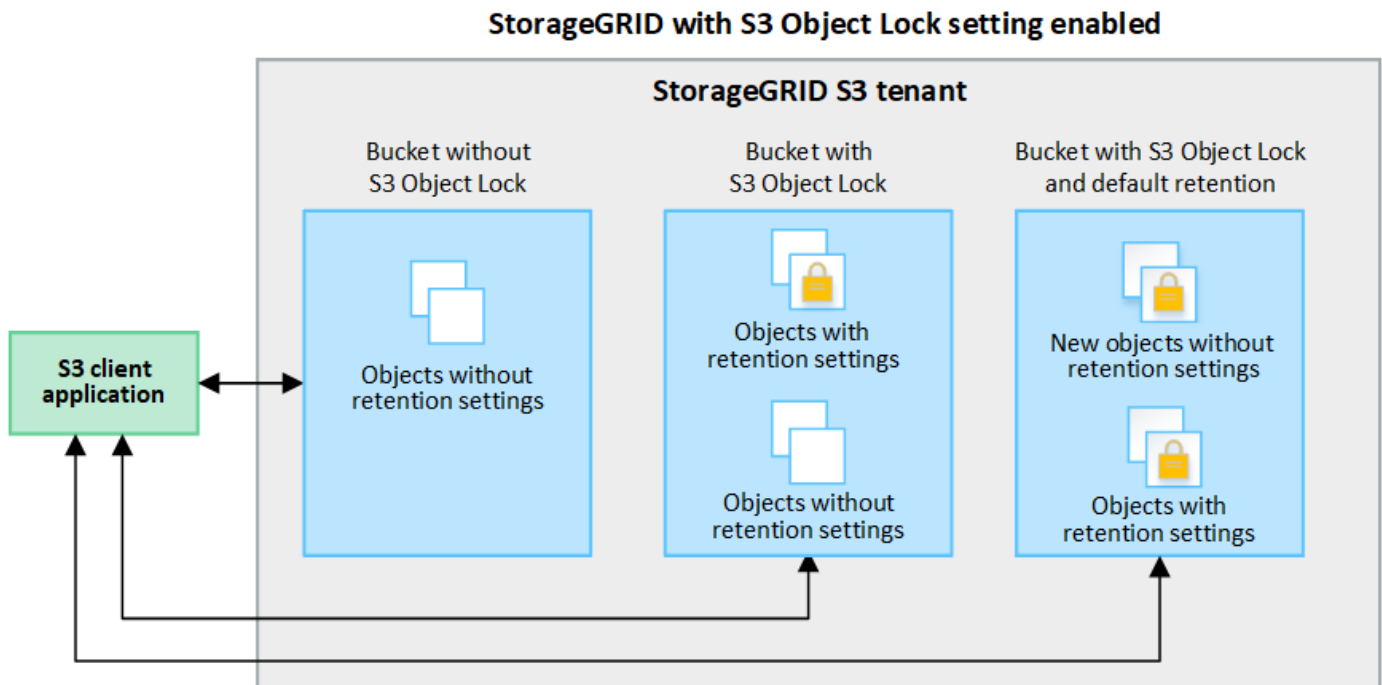 StorageGRID with S3 Object Lock setting enabled
StorageGRID S3 tenant
Bucket without
S3 Object Lock
Bucket with
S3 Object Lock
Bucket with S3 Object Lock
and default retention
S3 client
application
Objects without
retention settings
Objects with
retention settings
Objects without
retention settings
New objects without
retention settings
Objects with
retention settings